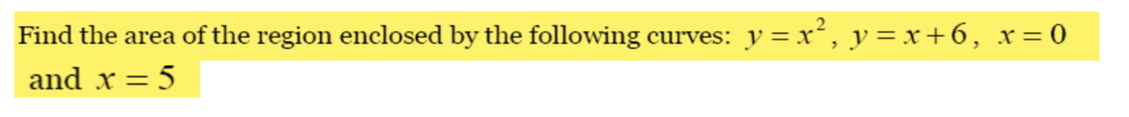 Find the area of the region enclosed by the following curves: y = x², y = x + 6, x = 0
and x = 5